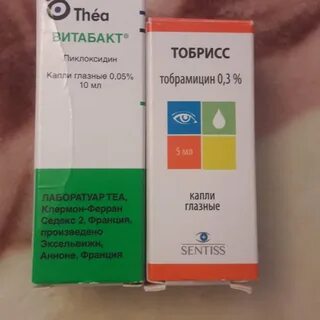 Théa
ВИТАБАКТ®
Пиклоксидин
Капли глазные 0,05%
10 мл
ЛАБОРАТУАР ТЕА,
Клермон-Ферран
Седекс 2, Франция,
произведено
Эксельвижн,
Анноне, Франция
ТОБРИСС
тобрамицин 0,3 %
5 мл
капли
глазные
SENTISS